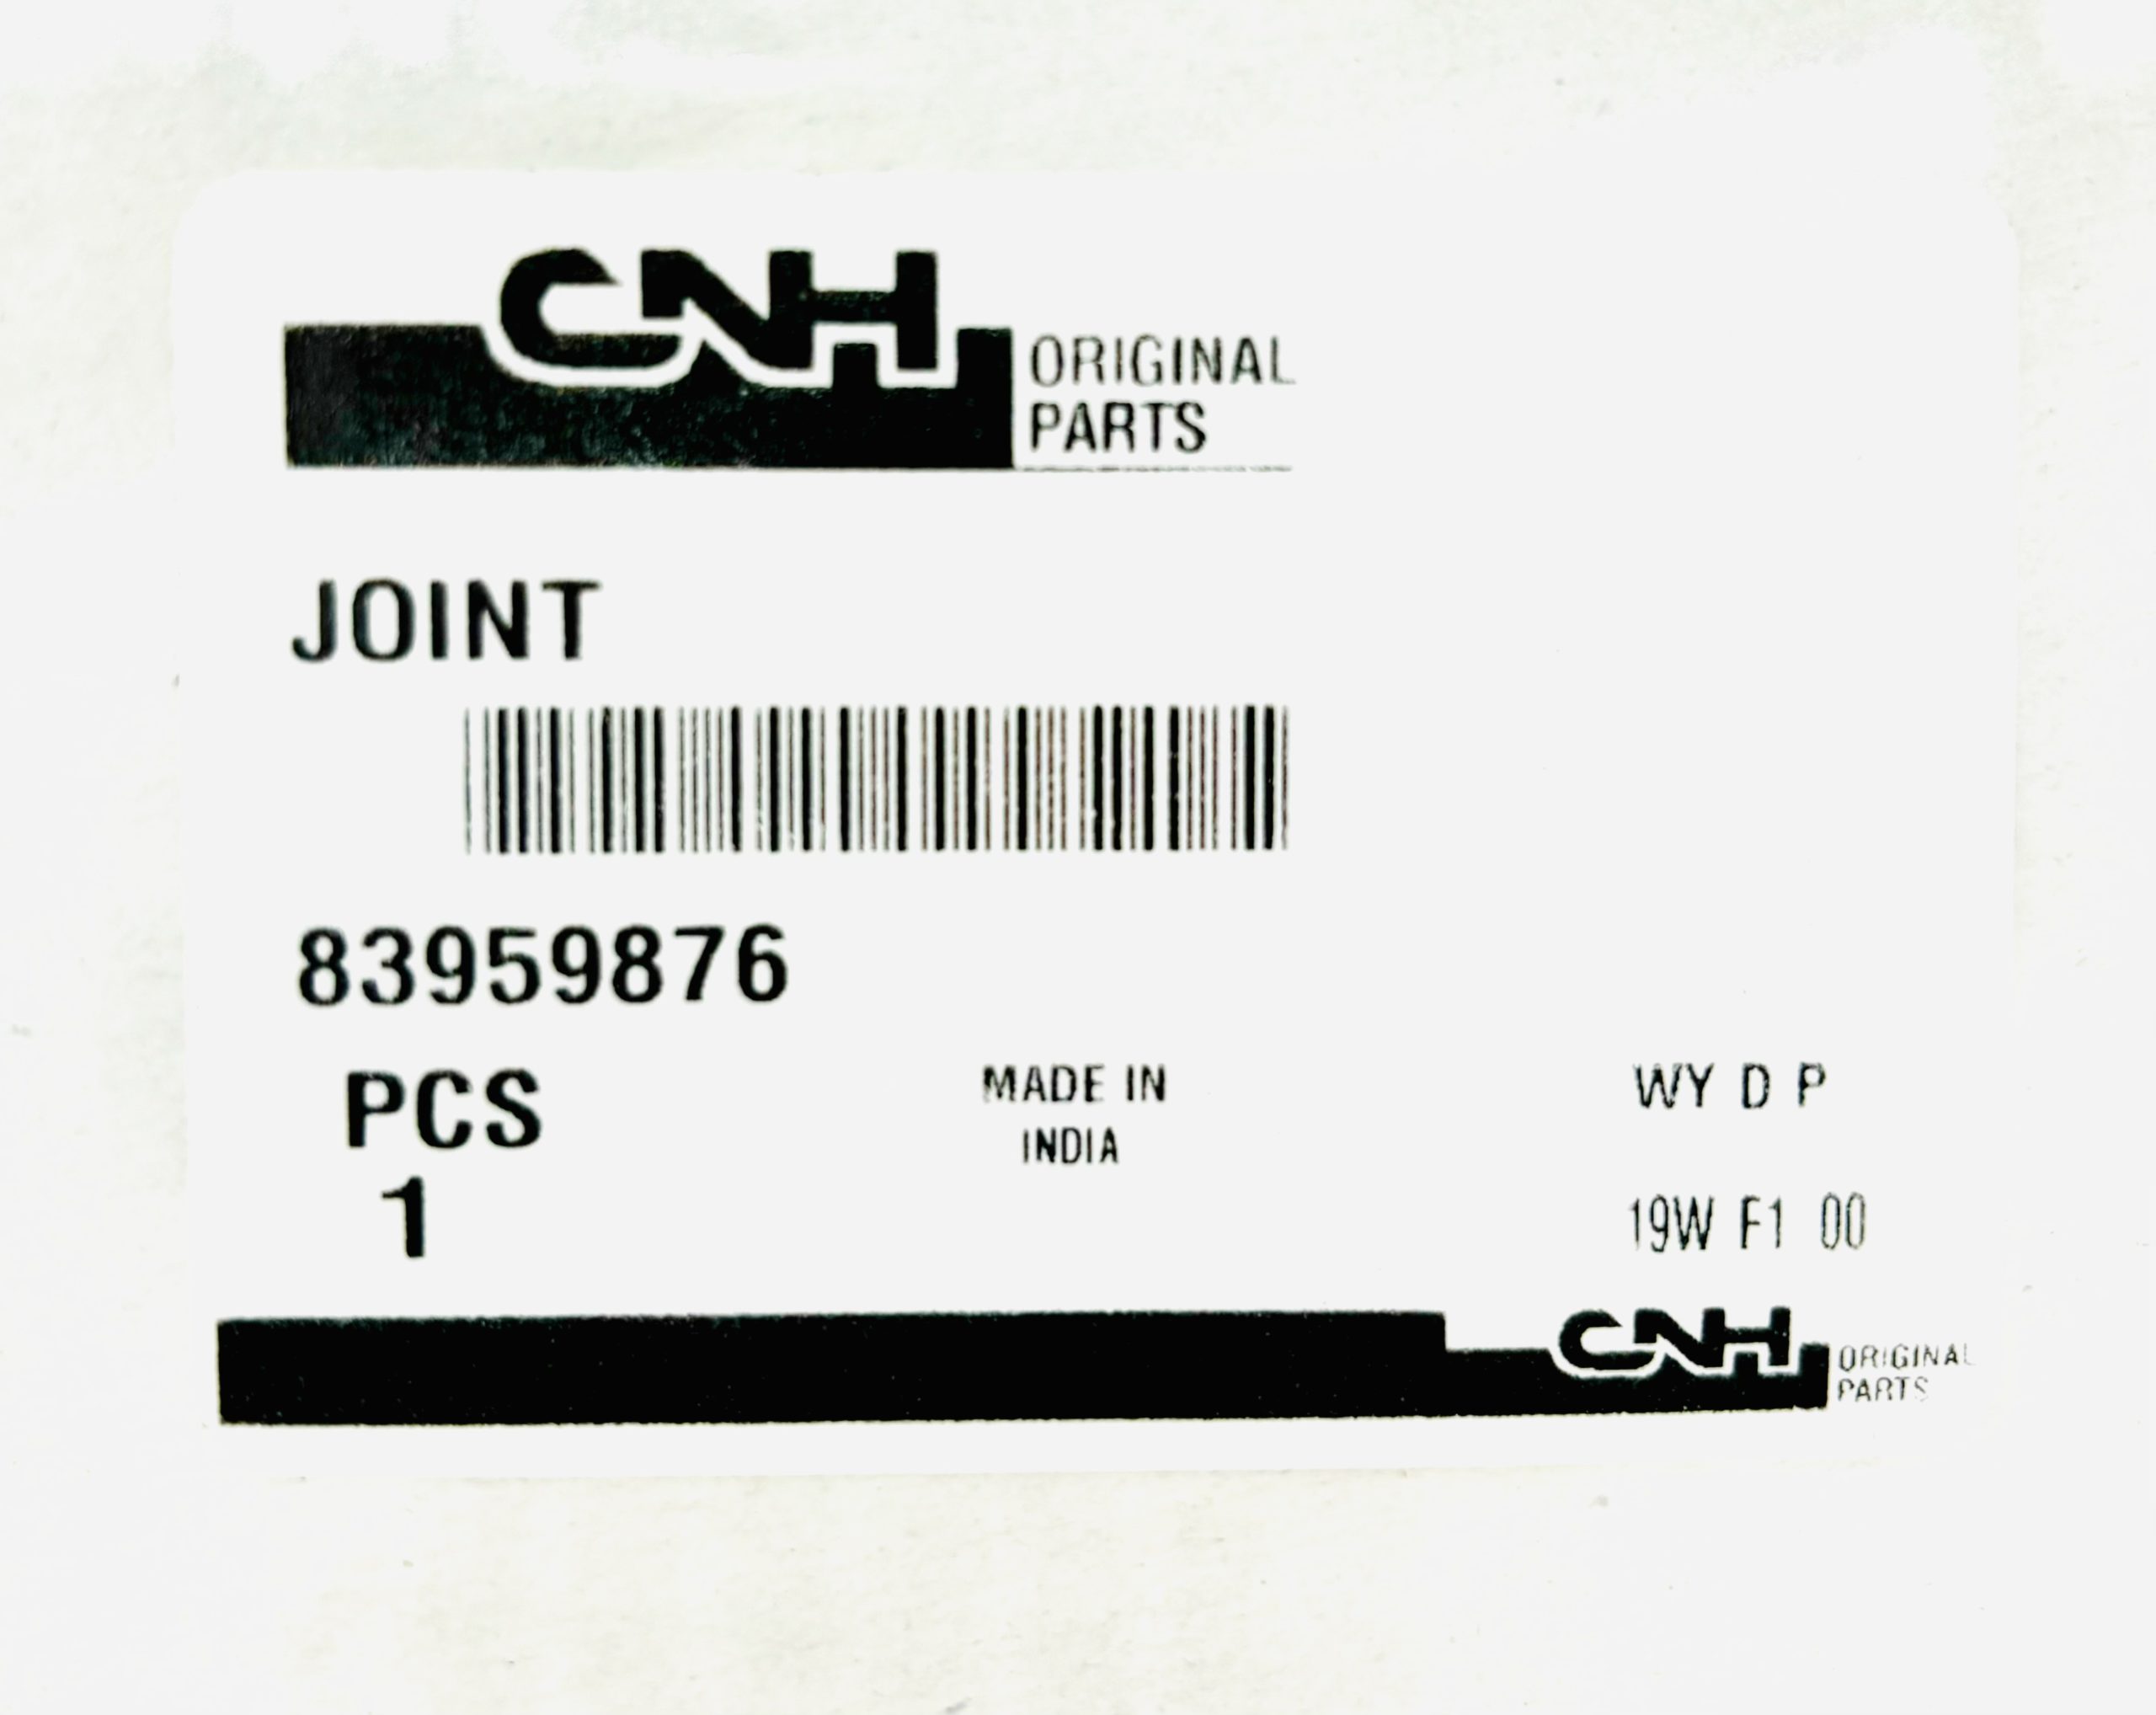 CNH ORIGINAL
PARTS
JOINT
83959876
PCS
1
MADE IN
INDIA
WY D P
19W F1 00
CNH ORIGINAL
PARTS